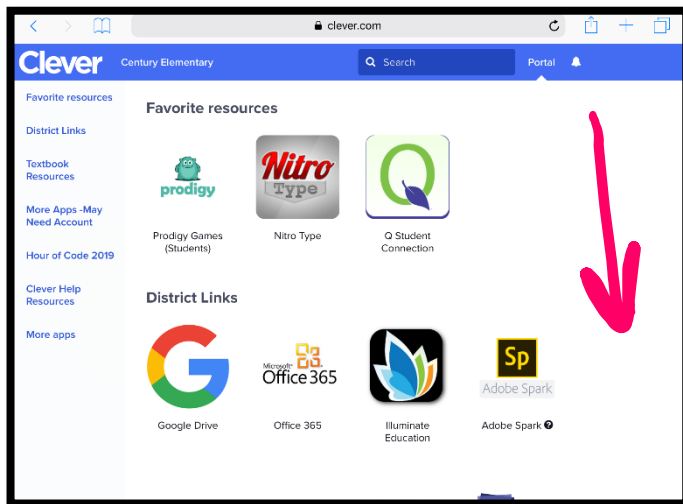 clever.com
Clever
Century Elementary
Search
Portal
Favorite resources
District Links
Textbook
Resources
More Apps -May
Need Account
Hour of Code 2019
Clever Help
Resources
More apps
Favorite resources
prodigy
Nitro
Type
Q
Prodigy Games
(Students)
Nitro Type
Q Student
Connection
District Links
G
Microsoft®
Office 365
Sp
Adobe Spark
Google Drive
Office 365
Illuminate
Education
Adobe Spark ?